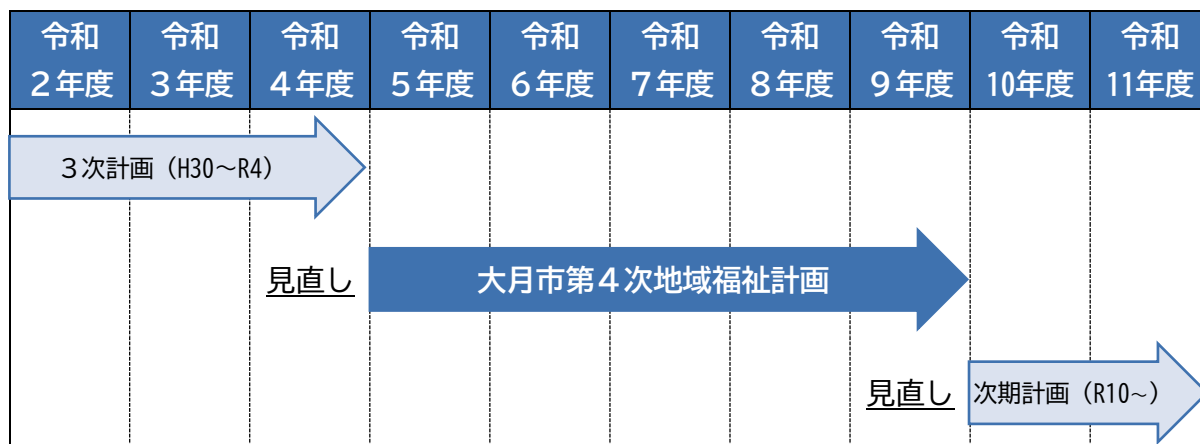 令和 令和 令和 令和 令和 令和 令和 令和 令和 令和
２年度 ３年度 ４年度 ５年度 ６年度 ７年度 ８年度 ９年度 10年度 11年度
３次計画（H30～R4）
見直し 大月市第４次地域福祉計画
見直し 次期計画（R10~）